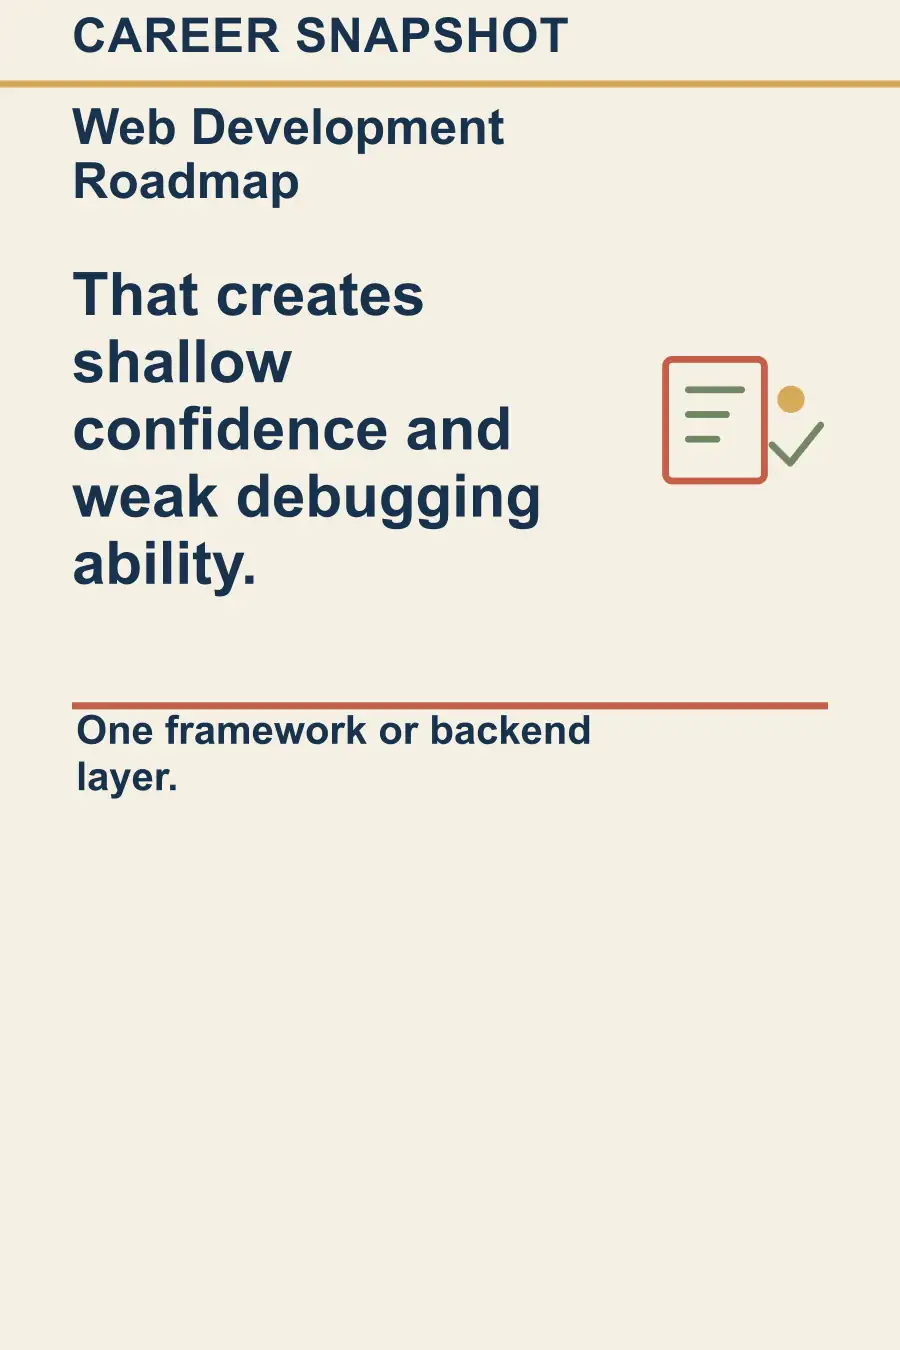 CAREER SNAPSHOT
Web Development
Roadmap
That creates
shallow
confidence and
weak debugging
ability.
One framework or backend
layer.